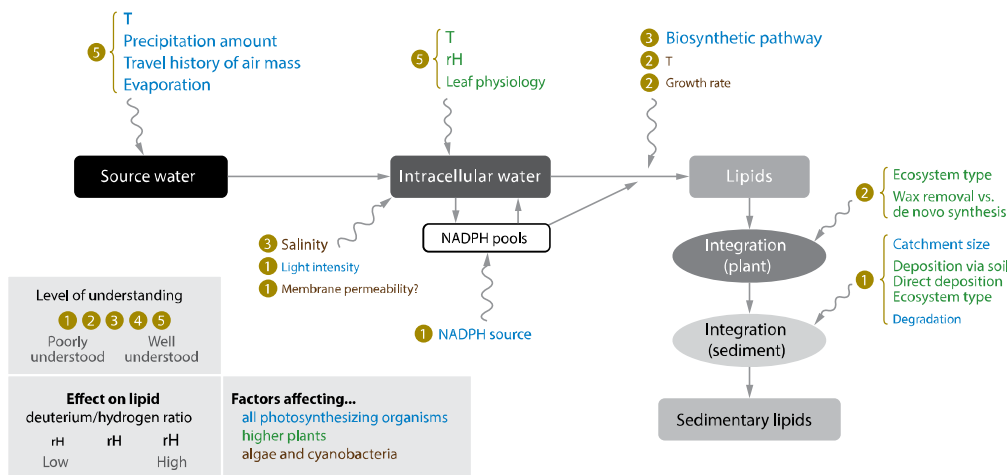 5
T
Precipitation amount
Travel history of air mass
Evaporation
5
T
rH
Leaf physiology
3 Biosynthetic pathway
2 T
2 Growth rate
Source water
Intracellular water
Lipids
NADPH pools
3 Salinity
1 Light intensity
1 Membrane permeability?
1 NADPH source
2
Ecosystem type
Wax removal vs.
de novo synthesis
Integration
(plant)
1
Catchment size
Deposition via soil
Direct deposition
Ecosystem type
Degradation
Integration
(sediment)
Sedimentary lipids
Level of understanding
1 2 3 4 5
Poorly understood
Well understood
Effect on lipid
deuterium/hydrogen ratio
rH rH rH
Low High
Factors affecting...
all photosynthesizing organisms
higher plants
algae and cyanobacteria